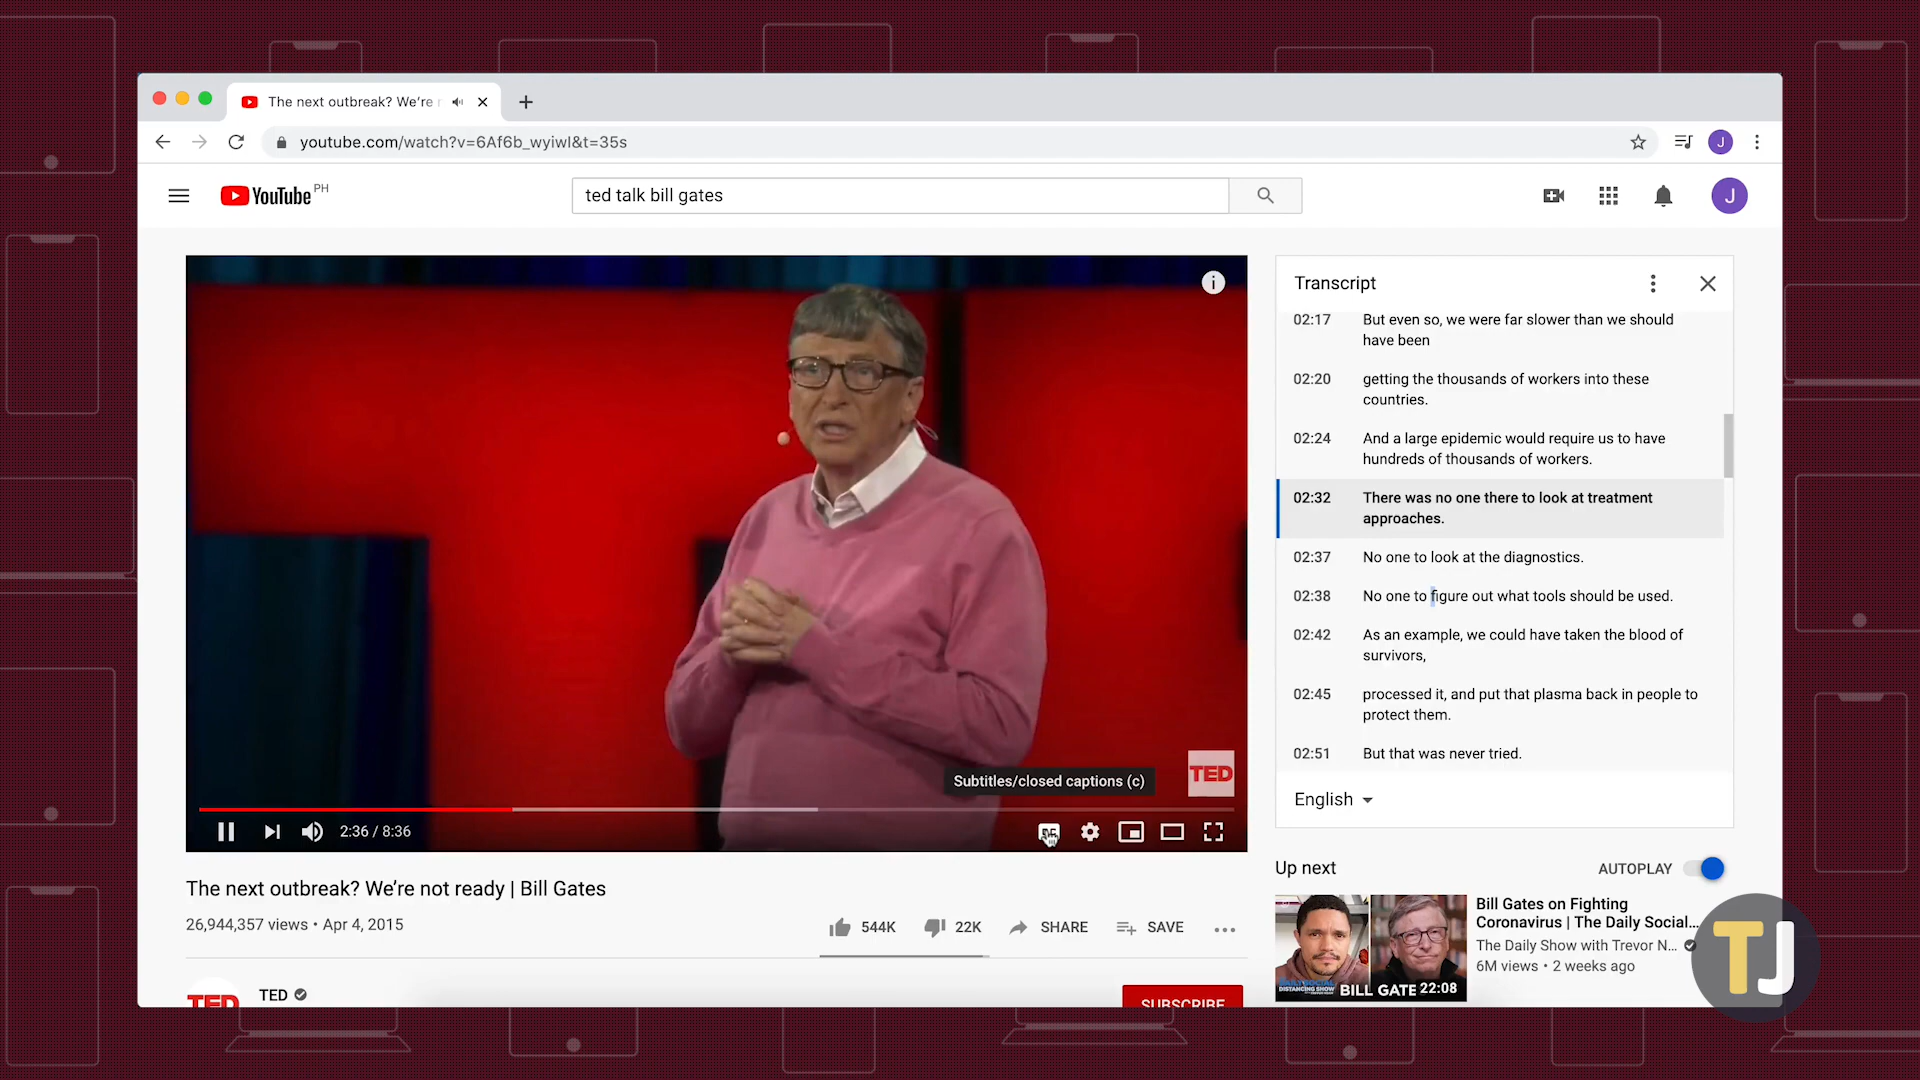 The next outbreak? We're r
youtube.com/watch?v=6Af6b_wyiwI&t=35s
J
YouTube PH
ted talk bill gates
J
i
TED
Subtitles/closed captions (c)
2:36 / 8:36
The next outbreak? We're not ready | Bill Gates
26,944,357 views • Apr 4, 2015
544K
22K
SHARE
SAVE
TED
TED
SUBSCRIBE
Transcript
02:17 But even so, we were far slower than we should
have been
02:20 getting the thousands of workers into these
countries.
02:24 And a large epidemic would require us to have
hundreds of thousands of workers.
02:32 There was no one there to look at treatment
approaches.
02:37 No one to look at the diagnostics.
02:38 No one to figure out what tools should be used.
02:42 As an example, we could have taken the blood of
survivors,
02:45 processed it, and put that plasma back in people to
protect them.
02:51 But that was never tried.
English
Up next
AUTOPLAY
DAILY SOCIAL
DISTANCING SHOW
BILL GATE
22:08
Bill Gates on Fighting
Coronavirus | The Daily Social...
The Daily Show with Trevor N...
6M views • 2 weeks ago
TJ